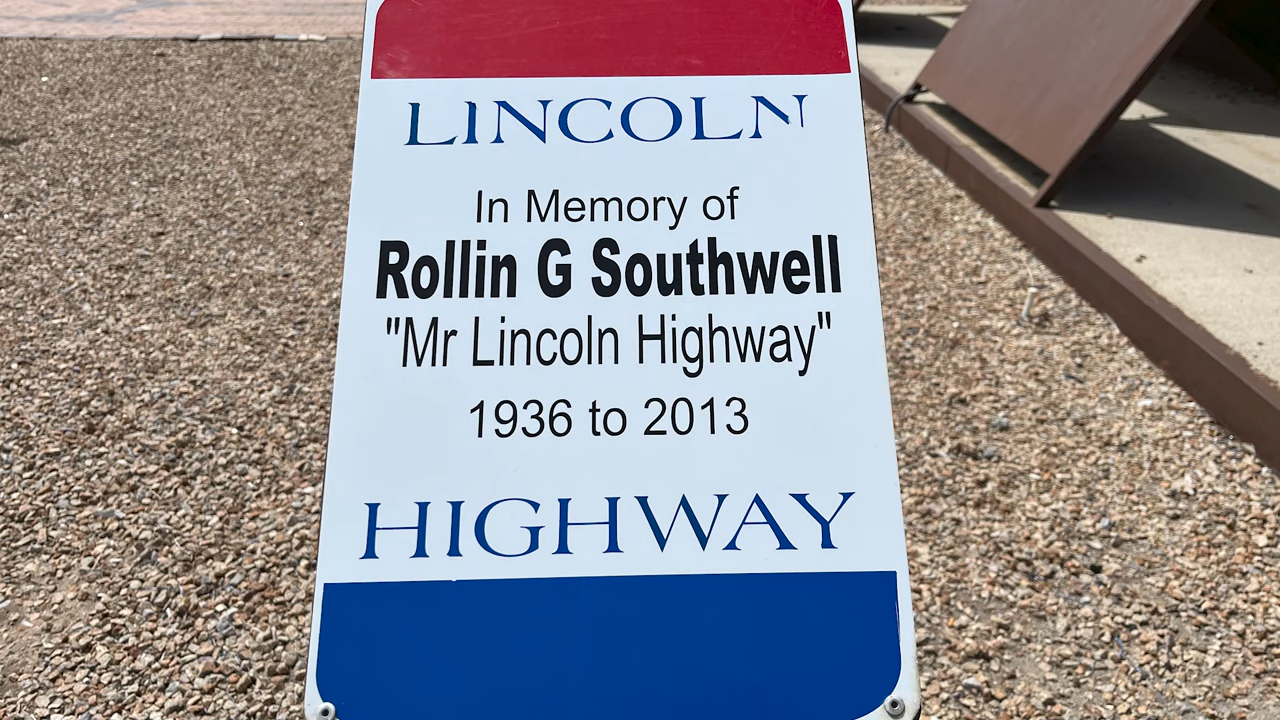 LINCOLN
In Memory of
Rollin G Southwell
"Mr Lincoln Highway"
1936 to 2013
HIGHWAY